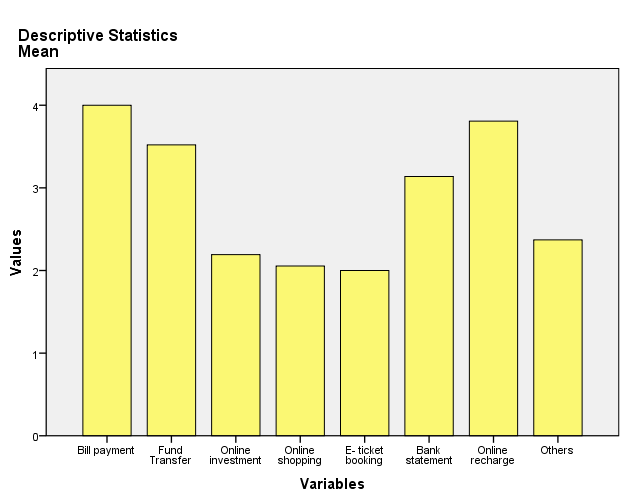 Descriptive Statistics
Mean
Values
4
3
2
1
0
Bill payment
Fund
Transfer
Online
investment
Online
shopping
E- ticket
booking
Bank
statement
Online
recharge
Others
Variables